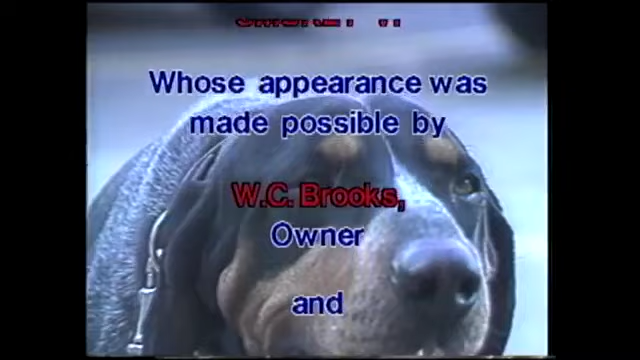 Whose appearance was
made possible by
W.C. Brooks,
Owner
and